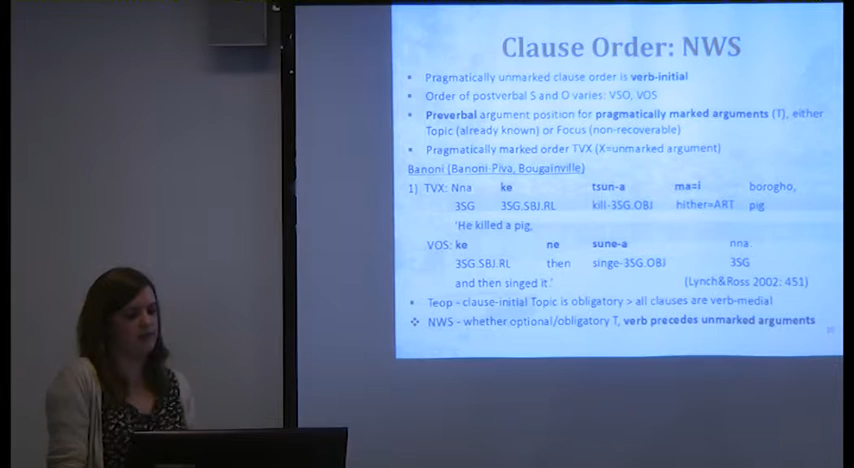 Clause Order: NWS
• Pragmatically unmarked clause order is verb-initial
• Order of postverbal S and O varies: VSO, VOS
• Preverbal argument position for pragmatically marked arguments (T), either
Topic (already known) or Focus (non-recoverable)
• Pragmatically marked order TVX (X=unmarked argument)
Banoni (Banoni-Piva, Bougainville)
1) TVX: Nna ke tsun-a ma=i borogho,
3SG 3SG.SBJ.RL kill-3SG.OBJ hither=ART pig
'He killed a pig,
VOS: ke ne sune-a nna.
3SG.SBJ.RL then singe-3SG.OBJ 3SG
and then singed it.' (Lynch&Ross 2002: 451)
• Teop - clause-initial Topic is obligatory > all clauses are verb-medial
❖ NWS - whether optional/obligatory T, verb precedes unmarked arguments